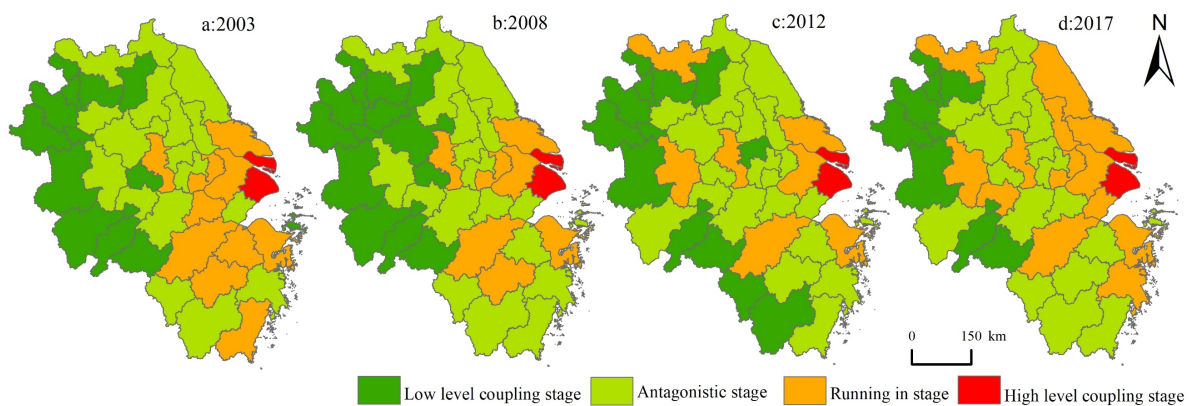 a:2003
b:2008
c:2012
d:2017
N
0 150 km
Low level coupling stage
Antagonistic stage
Running in stage
High level coupling stage